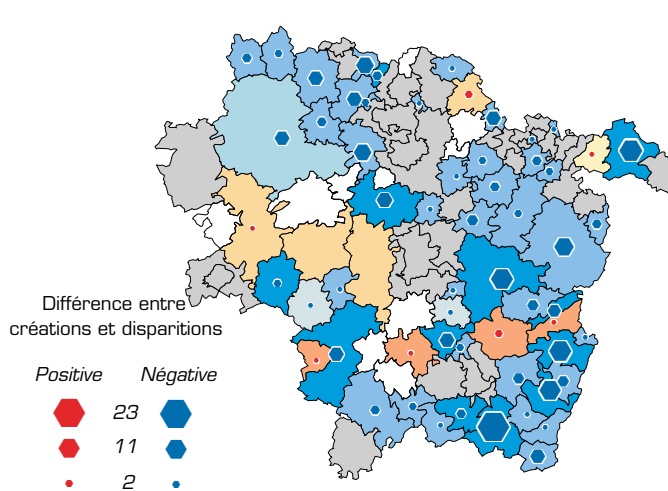 Différence entre
créations et disparitions
Positive Négative
23
11
2